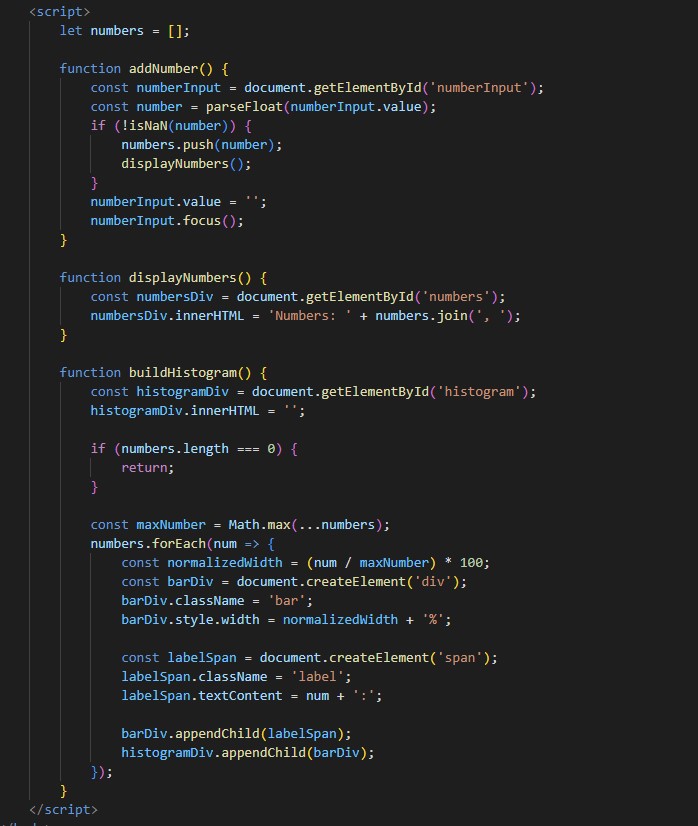 <script>
let numbers = [];
function addNumber() {
const numberInput = document.getElementById('numberInput');
const number = parseFloat(numberInput.value);
if (!isNaN(number)) {
numbers.push(number);
displayNumbers();
}
numberInput.value = '';
numberInput.focus();
}
function displayNumbers() {
const numbersDiv = document.getElementById('numbers');
numbersDiv.innerHTML = 'Numbers: ' + numbers.join(', ');
}
function buildHistogram() {
const histogramDiv = document.getElementById('histogram');
histogramDiv.innerHTML = '';
if (numbers.length === 0) {
return;
}
const maxNumber = Math.max(...numbers);
numbers.forEach(num => {
const normalizedWidth = (num / maxNumber) * 100;
const barDiv = document.createElement('div');
barDiv.className = 'bar';
barDiv.style.width = normalizedWidth + '%';
const labelSpan = document.createElement('span');
labelSpan.className = 'label';
labelSpan.textContent = num + ':';
barDiv.appendChild(labelSpan);
histogramDiv.appendChild(barDiv);
});
}
</script>